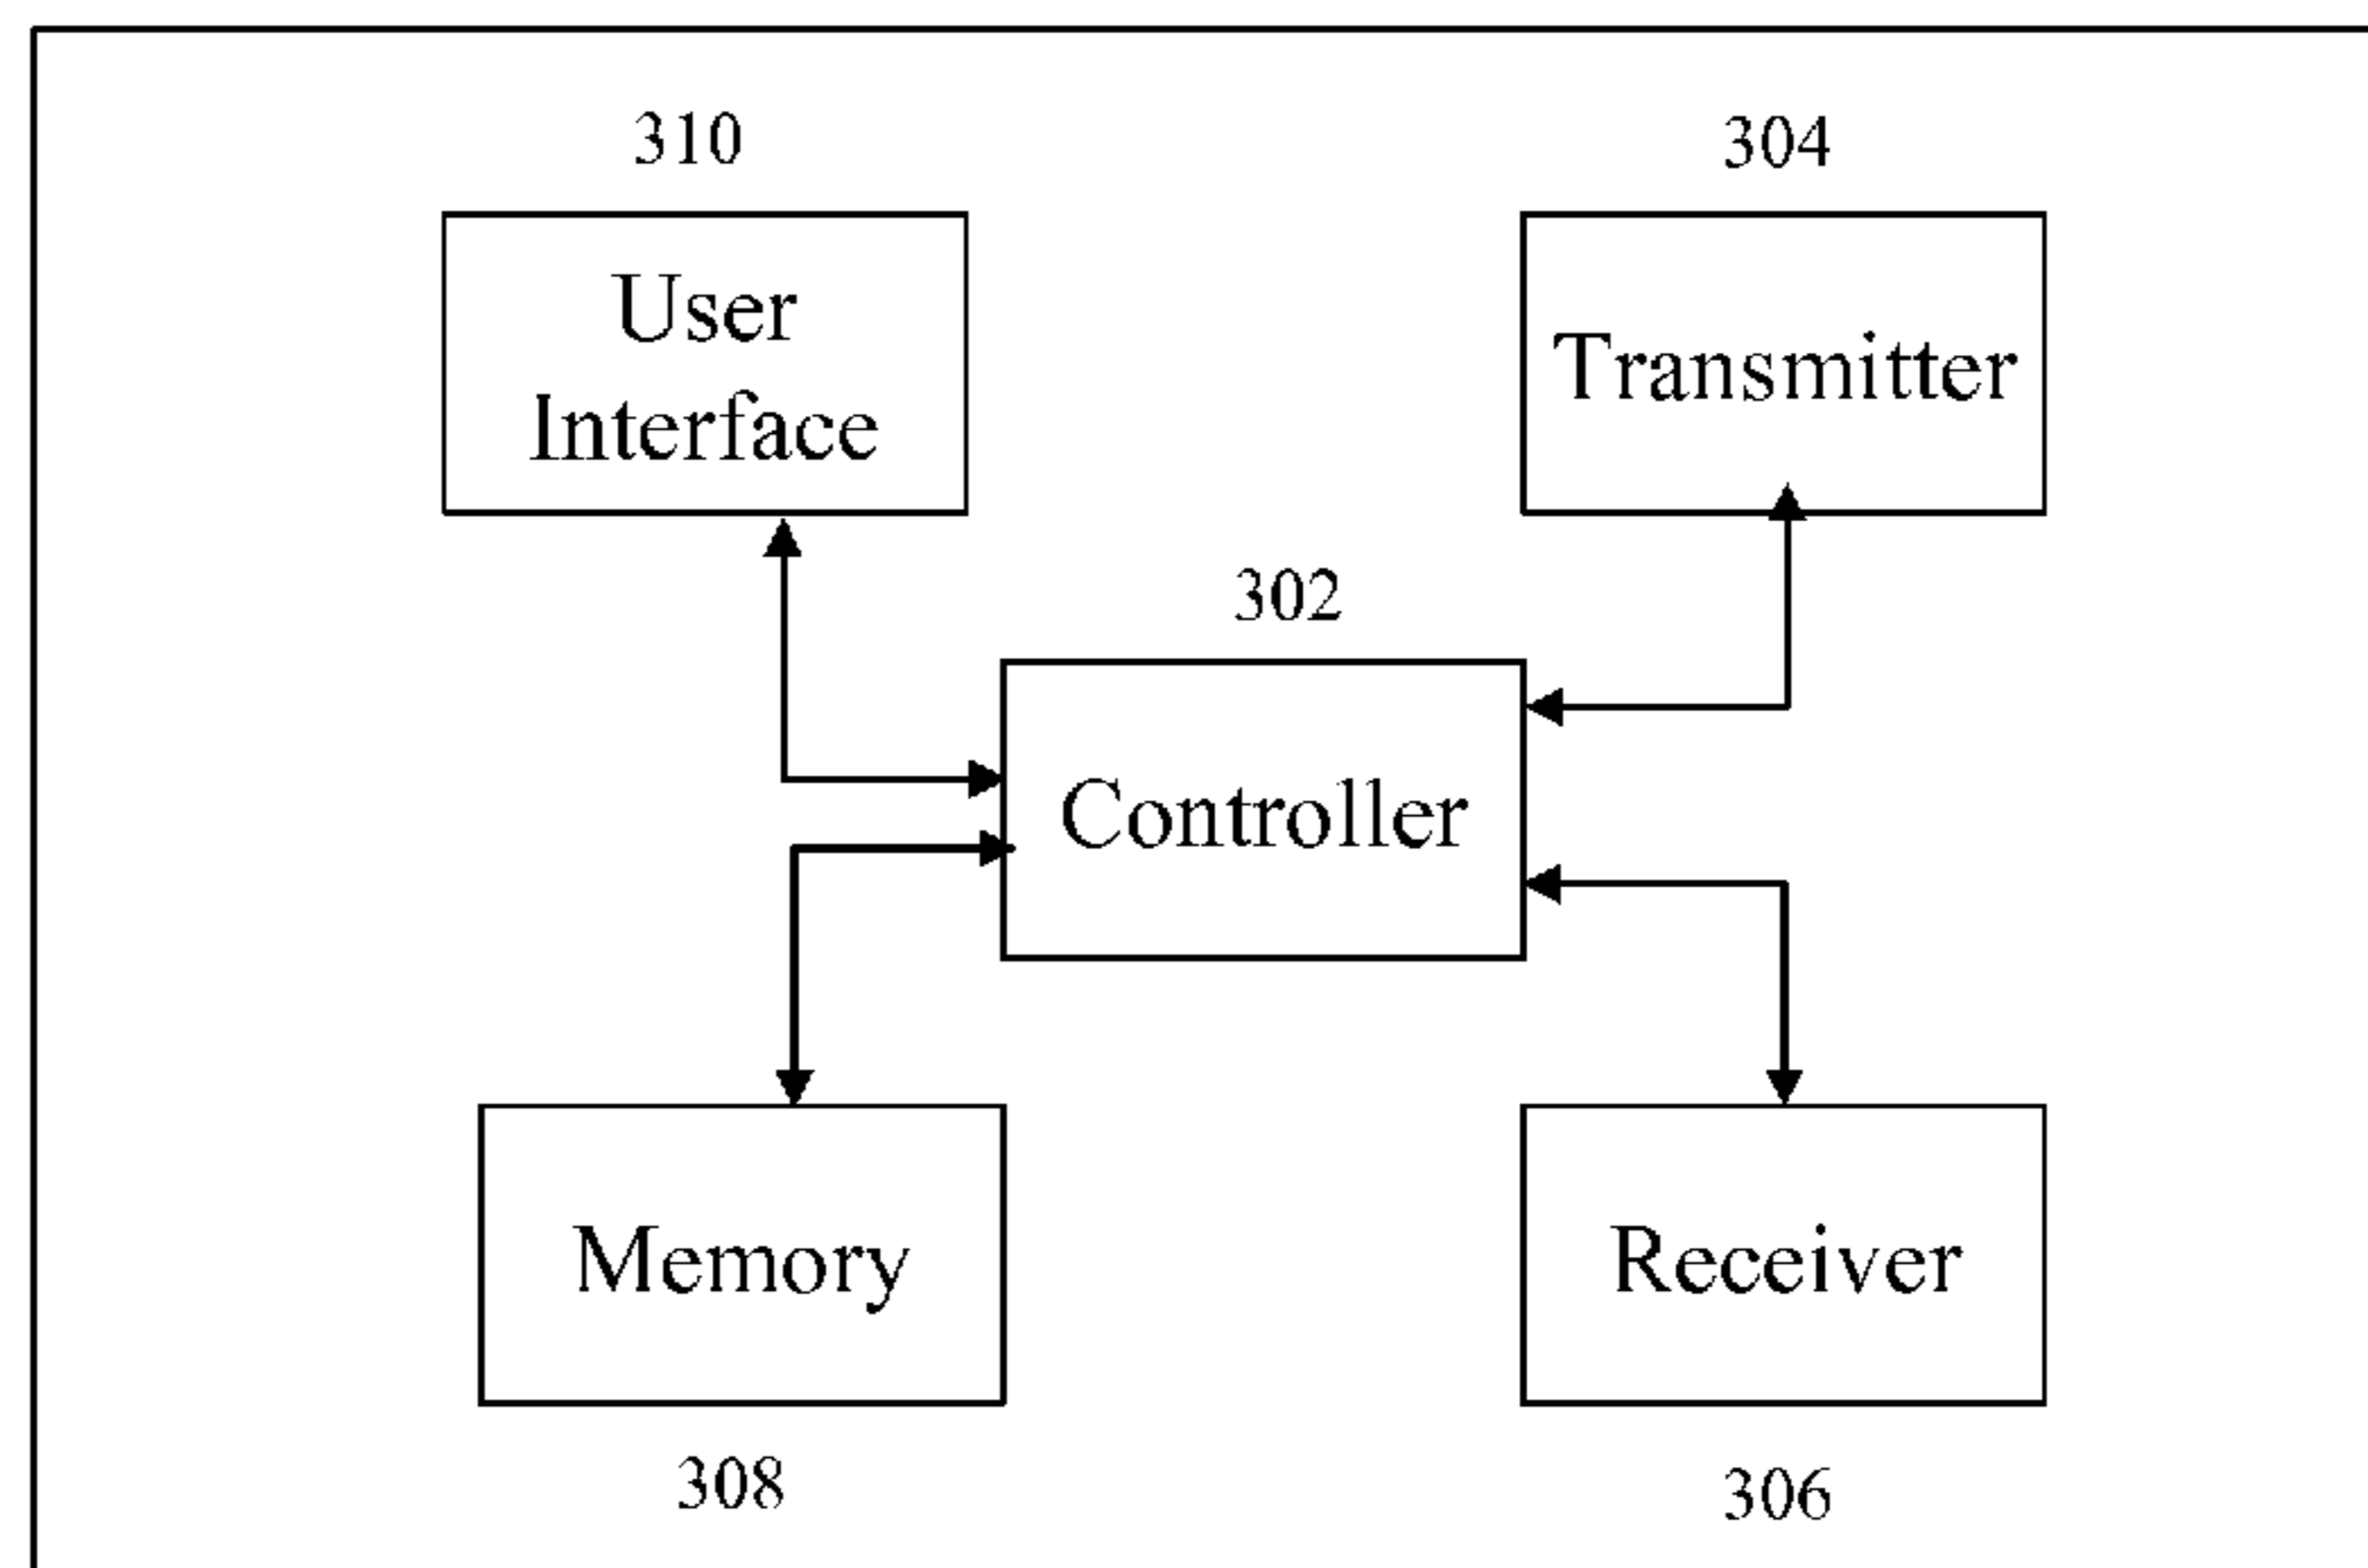 310
304
User
Interface
Transmitter
302
Controller
Memory
Receiver
308
306